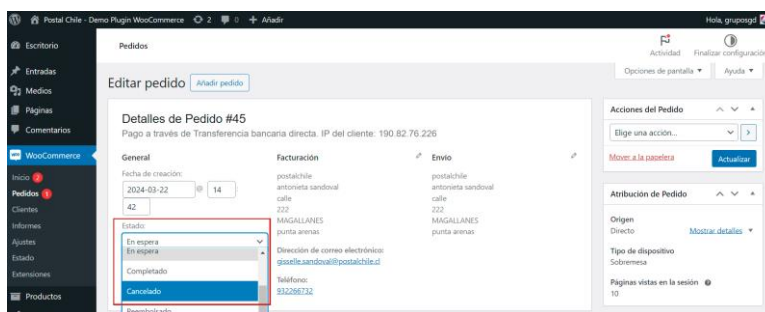 Postal Chile - Demo Plugin WooCommerce 2 0 + Añadir
Hola, gruposgd
Escritorio
Entradas
Medios
Páginas
Comentarios
WooCommerce
Inicio 2
Pedidos 1
Clientes
Informes
Ajustes
Estado
Extensiones
Productos
Pedidos
Actividad
Finalizar configuración
Opciones de pantalla
Ayuda
Editar pedido Añadir pedido
Detalles de Pedido #45
Pago a través de Transferencia bancaria directa. IP del cliente: 190.82.76.226
General
Fecha de creación:
2024-03-22 @ 14
42
Estado:
En espera
En espera
Completado
Cancelado
Reembolsado
Facturación
postalchile
antonieta sandoval
calle
222
MAGALLANES
punta arenas
Dirección de correo electrónico:
gisselle.sandoval@postalchile.cl
Teléfono:
932266732
Envío
postalchile
antonieta sandoval
calle
222
MAGALLANES
punta arenas
Acciones del Pedido
Elige una acción...
Mover a la papelera
Actualizar
Atribución de Pedido
Origen
Directo
Mostrar detalles
Tipo de dispositivo
Sobremesa
Páginas vistas en la sesión
10